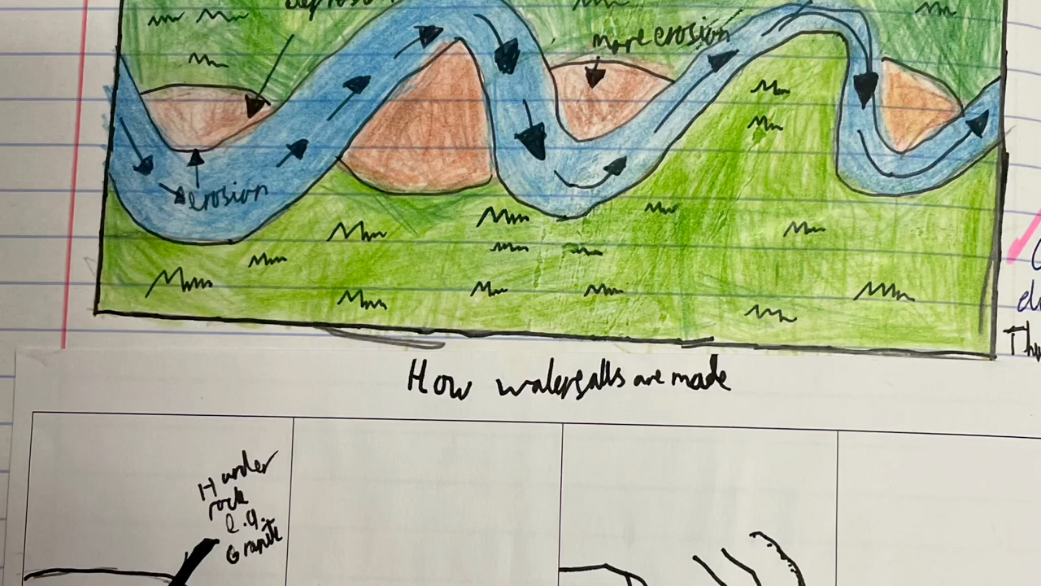 more erosion
erosion
How waterfalls are made
Harder
rock
e.g.
Granite